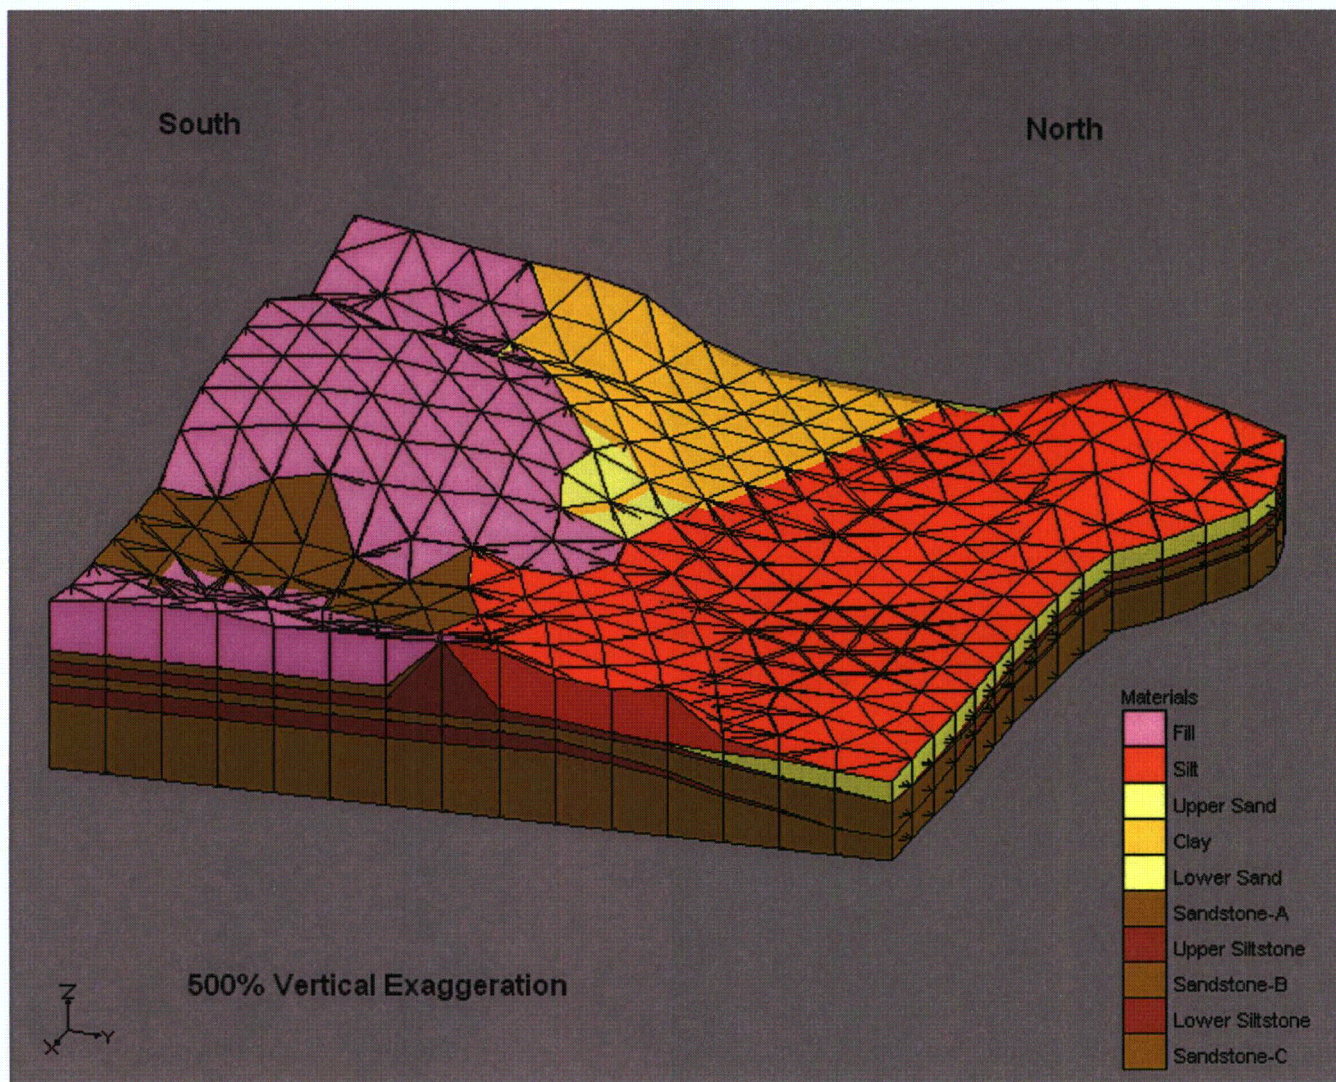 South
North
Materials
Fill
Silt
Upper Sand
Clay
Lower Sand
Sandstone-A
Upper Siltstone
Sandstone-B
Lower Siltstone
Sandstone-C
500% Vertical Exaggeration
Z
Y
X